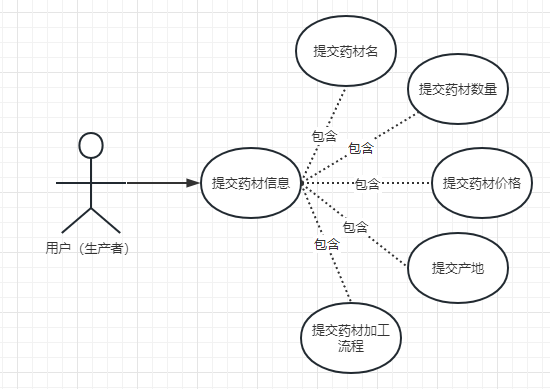 提交药材名
提交药材数量
包含
包含
提交药材信息
包含
提交药材价格
包含
包含
用户（生产者）
提交产地
提交药材加工
流程